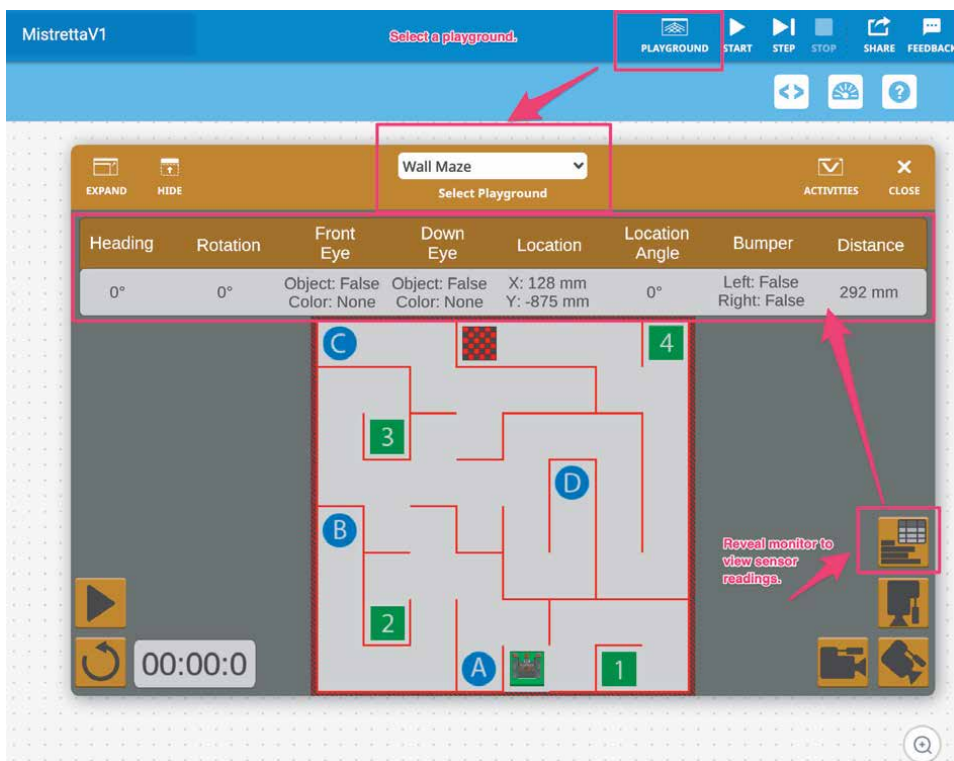 MistrettaV1
Select a playground.
PLAYGROUND
START
STEP
STOP
SHARE
FEEDBACK
Wall Maze
Select Playground
EXPAND
HIDE
ACTIVITIES
CLOSE
Heading
Rotation
Front
Eye
Down
Eye
Location
Location
Angle
Bumper
Distance
0°
0°
Object: False
Color: None
Object: False
Color: None
X: 128 mm
Y: -875 mm
0°
Left: False
Right: False
292 mm
C
4
3
D
B
Reveal monitor to
view sensor
readings.
2
A
1
00:00:0